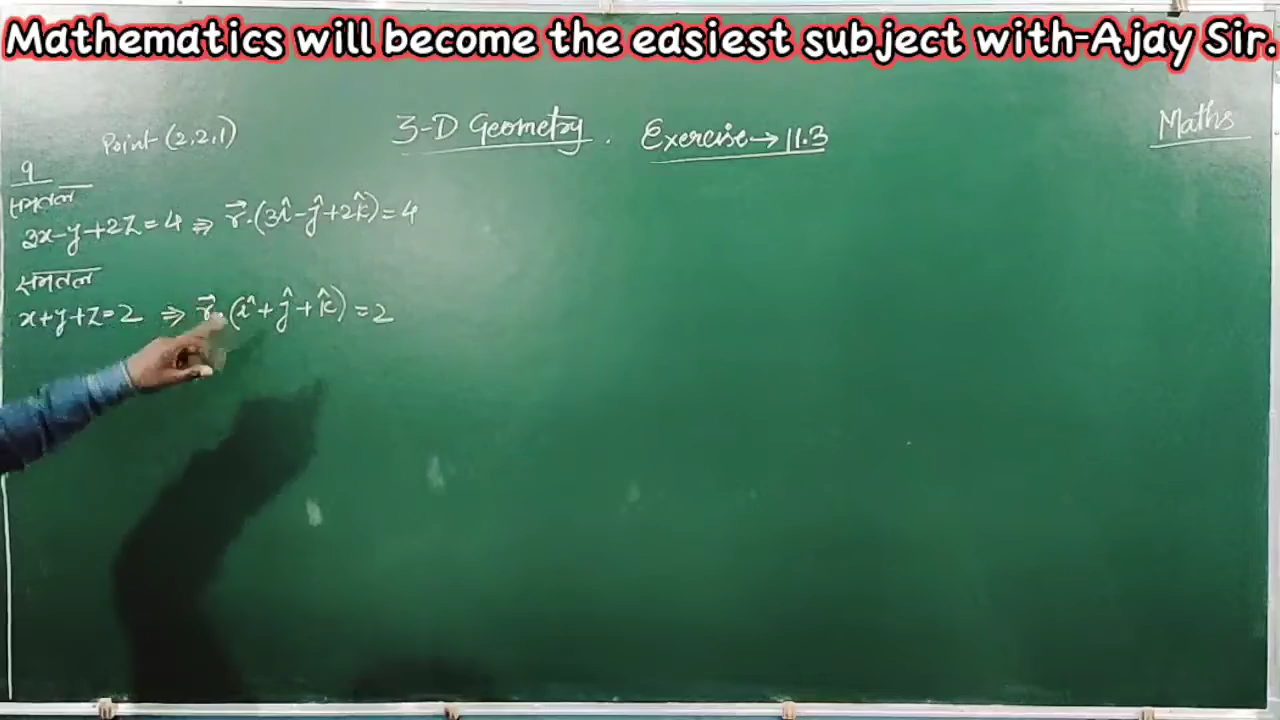 Mathematics will become the easiest subject with-Ajay Sir.
Maths
3-D Geometry. Exercise→11.3
Point (2,2,1)
9
समतल
3x-y+2z=4 ⇒ r⃗.(3î-ĵ+2k̂)=4
समतल
x+y+z=2 ⇒ r⃗.(î+ĵ+k̂)=2